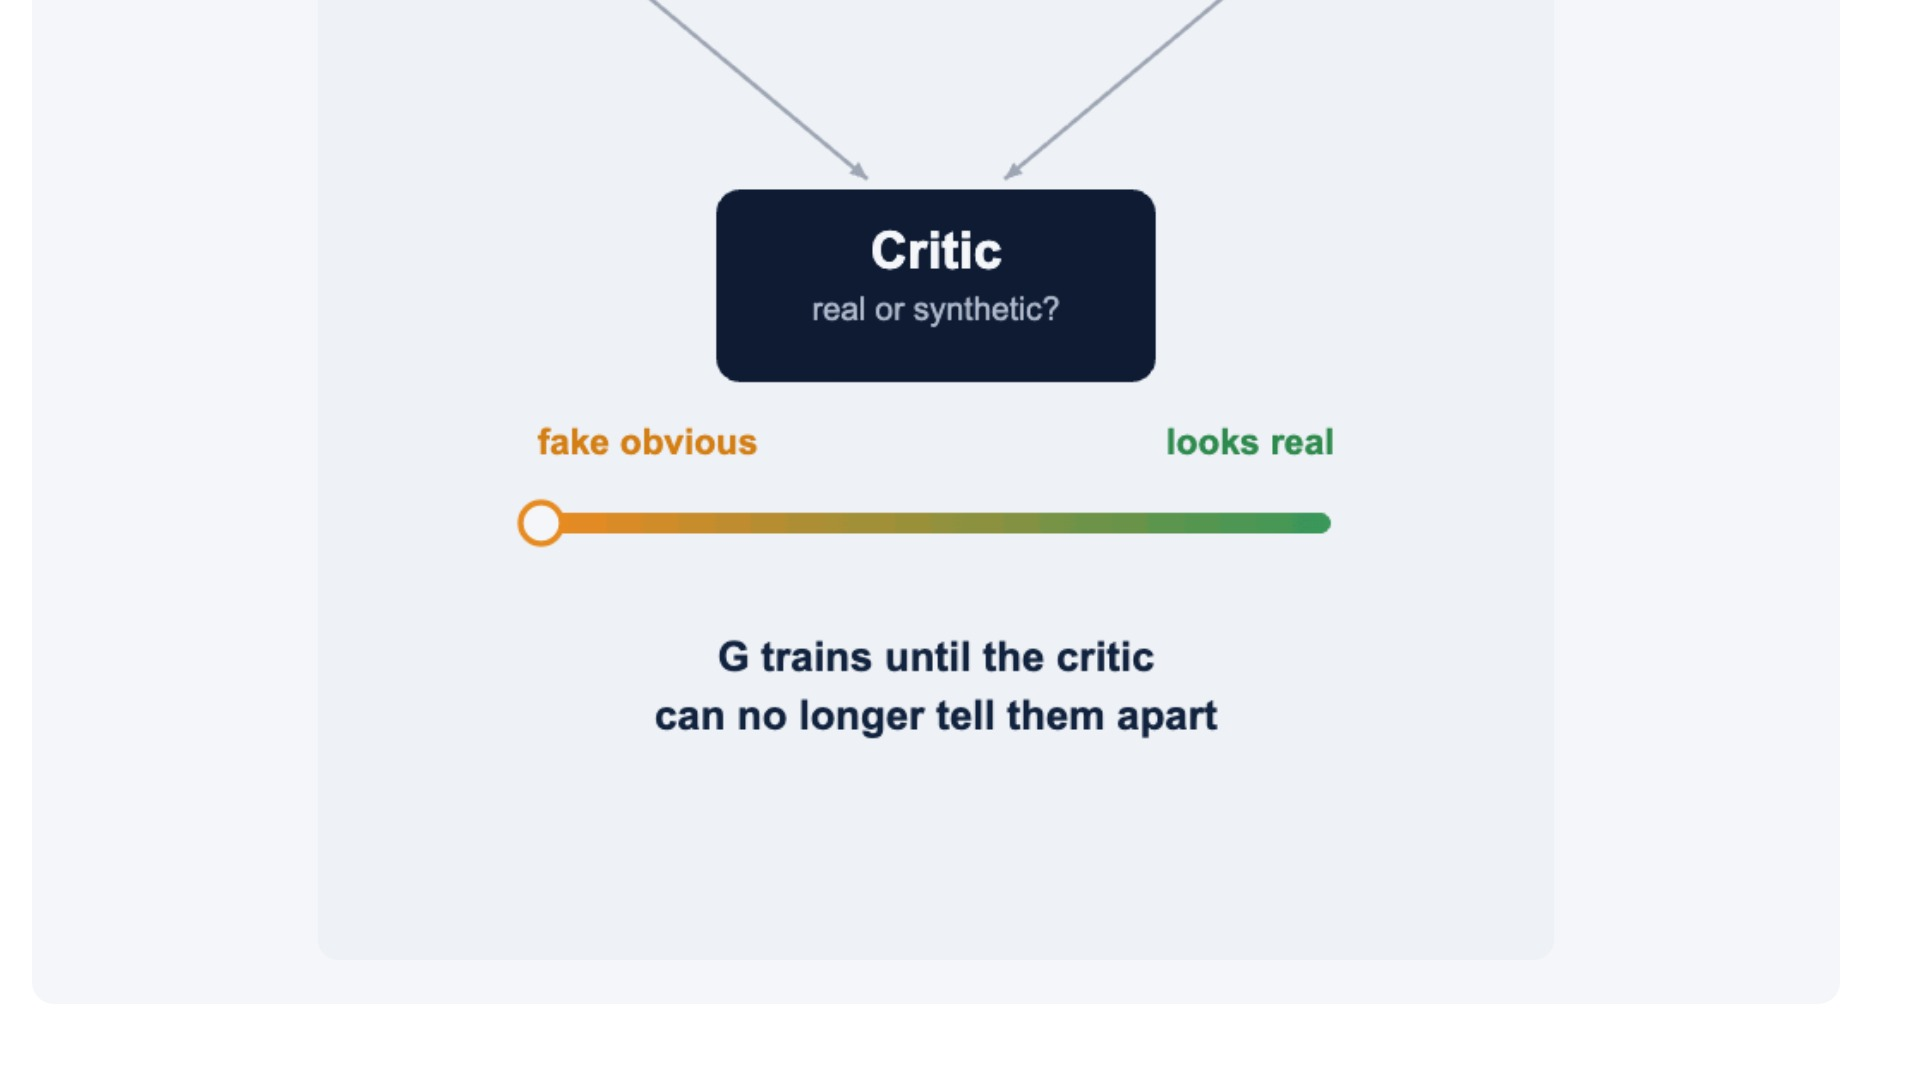 Critic
real or synthetic?
fake obvious
looks real
G trains until the critic
can no longer tell them apart